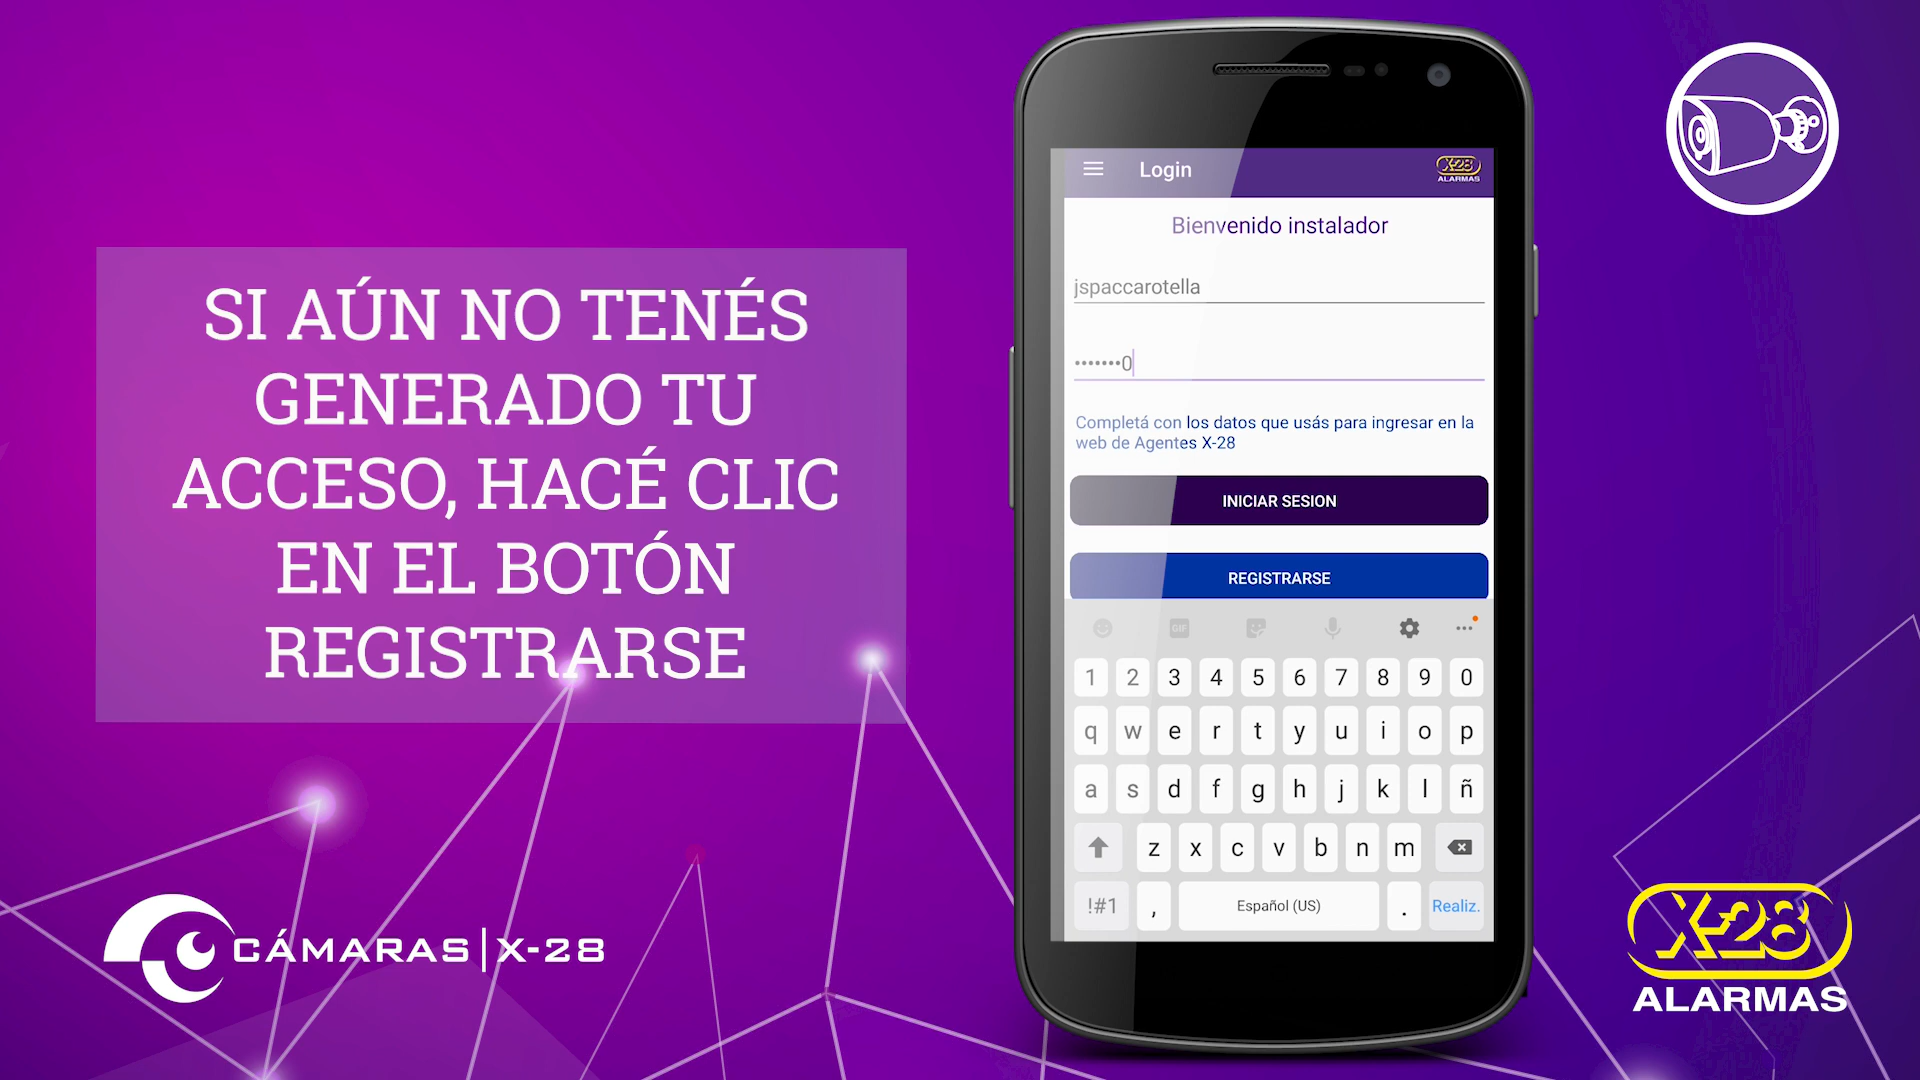 SI AÚN NO TENÉS
GENERADO TU
ACCESO, HACÉ CLIC
EN EL BOTÓN
REGISTRARSE
CÁMARAS|X-28
Login
X-28
ALARMAS
Bienvenido instalador
jspaccarotella
•••••••0
Completá con los datos que usás para ingresar en la
web de Agentes X-28
INICIAR SESION
REGISTRARSE
GIF
1 2 3 4 5 6 7 8 9 0
q w e r t y u i o p
a s d f g h j k l ñ
z x c v b n m
!#1 , Español (US) . Realiz.
X-28
ALARMAS